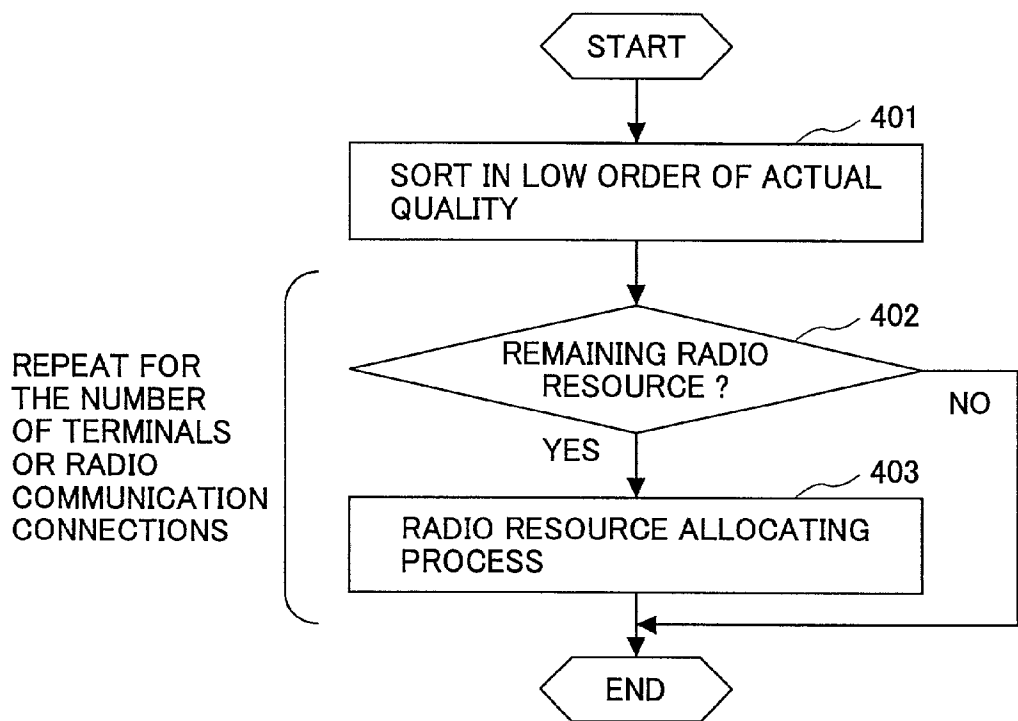 START
401
SORT IN LOW ORDER OF ACTUAL
QUALITY
402
REMAINING RADIO
RESOURCE ?
NO
YES
REPEAT FOR
THE NUMBER
OF TERMINALS
OR RADIO
COMMUNICATION
CONNECTIONS
403
RADIO RESOURCE ALLOCATING
PROCESS
END